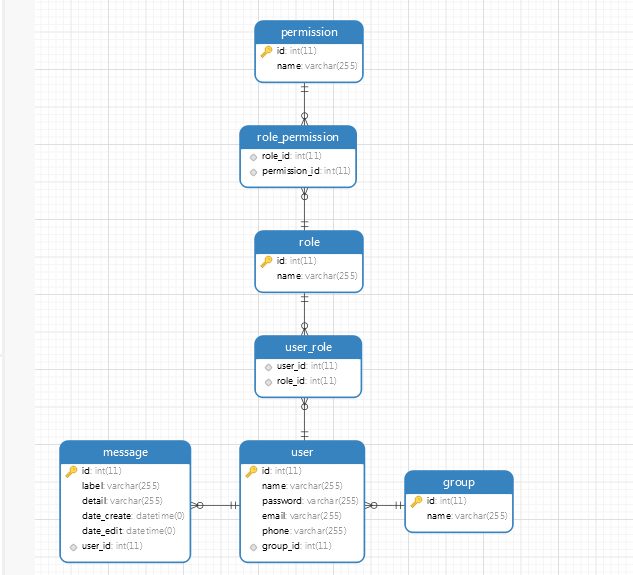 permission
id: int(11)
name: varchar(255)
role_permission
role_id: int(11)
permission_id: int(11)
role
id: int(11)
name: varchar(255)
user_role
user_id: int(11)
role_id: int(11)
message
id: int(11)
label: varchar(255)
detail: varchar(255)
date_create: datetime(0)
date_edit: datetime(0)
user_id: int(11)
user
id: int(11)
name: varchar(255)
password: varchar(255)
email: varchar(255)
phone: varchar(255)
group_id: int(11)
group
id: int(11)
name: varchar(255)